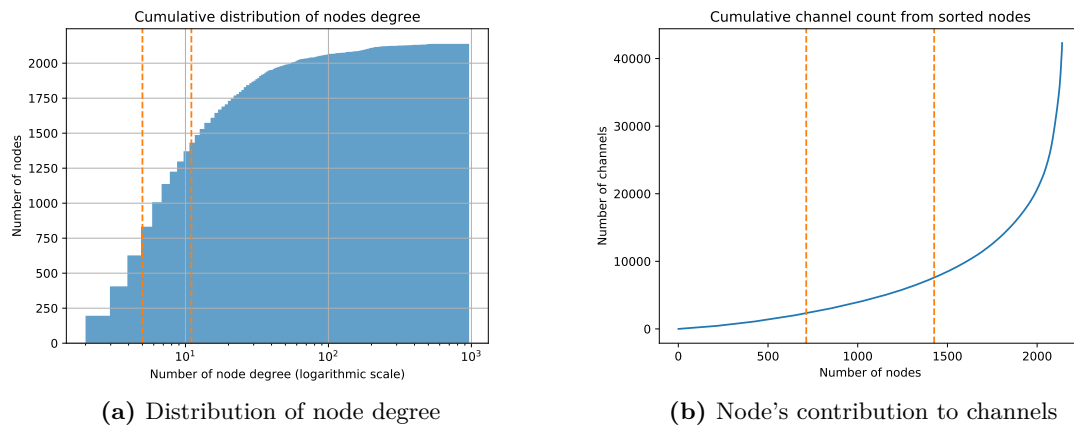 Cumulative distribution of nodes degree
Number of nodes
2000
1750
1500
1250
1000
750
500
250
0
10¹
10²
10³
Number of node degree (logarithmic scale)
(a) Distribution of node degree
Cumulative channel count from sorted nodes
Number of channels
40000
30000
20000
10000
0
0
500
1000
1500
2000
Number of nodes
(b) Node's contribution to channels